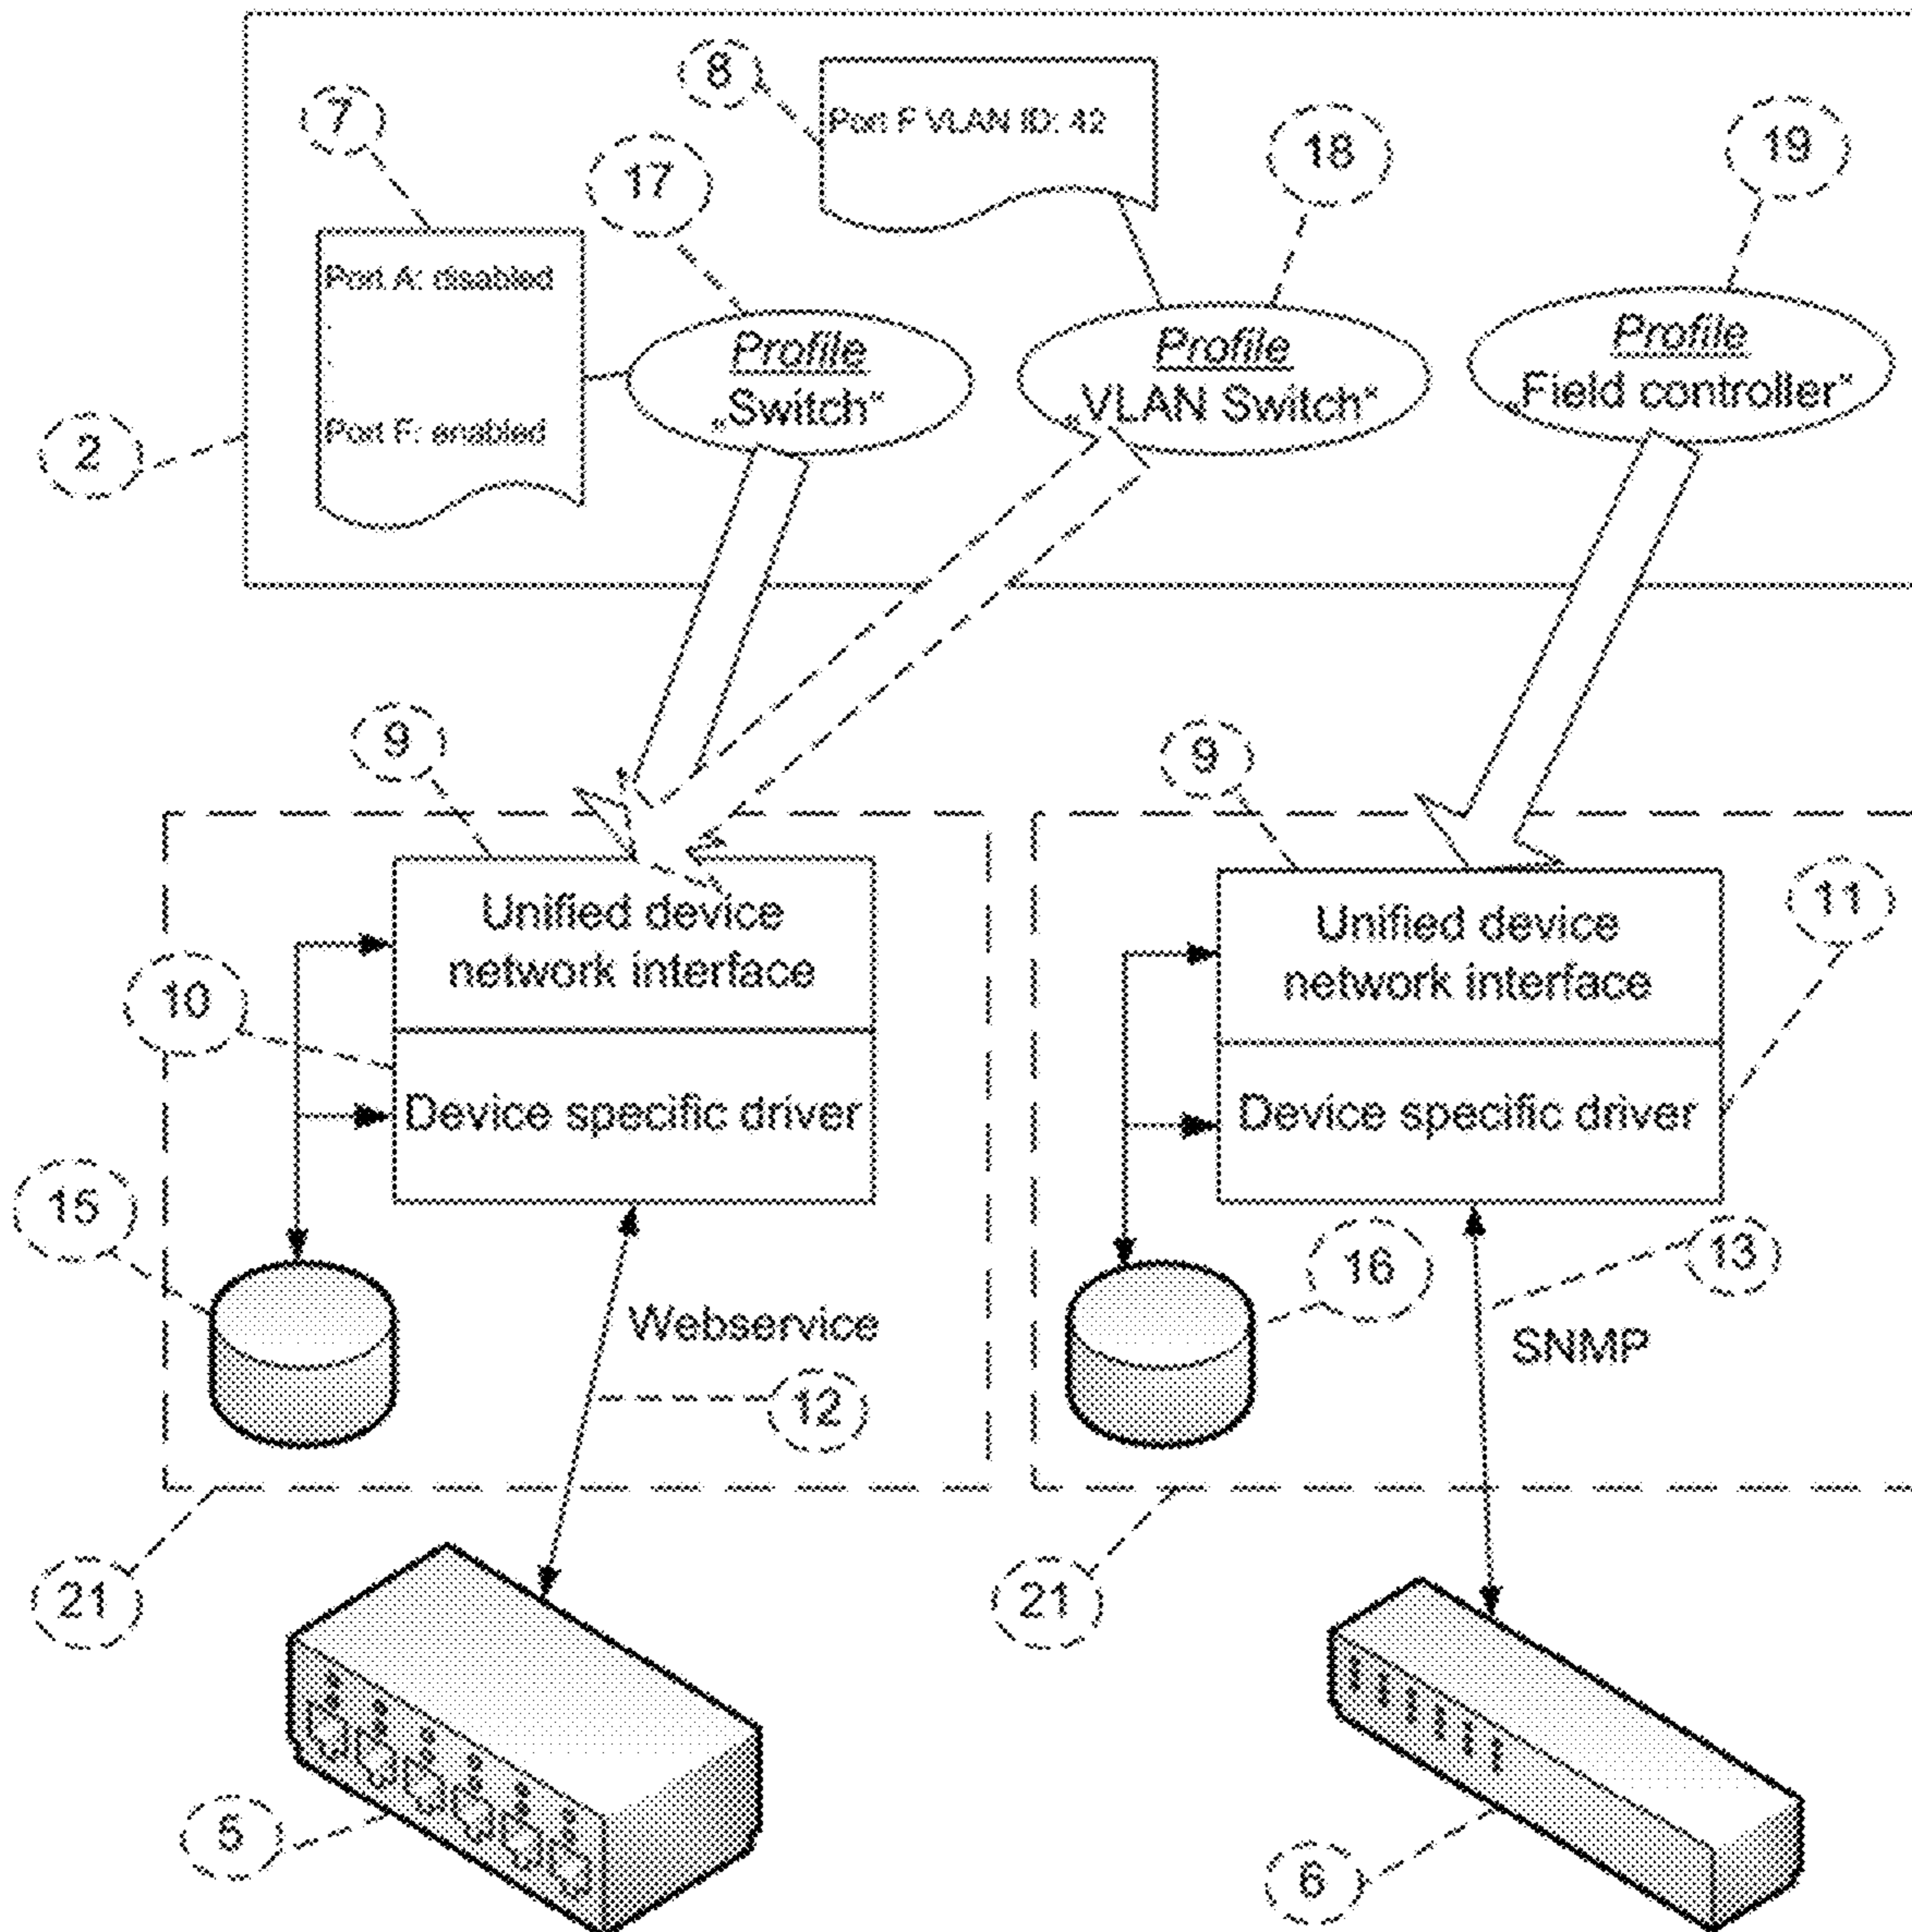 8
Port F VLAN ID: 42
7
17
18
19
Port A: disabled
.
.
.
Port F: enabled
Profile
„Switch“
Profile
„VLAN Switch“
Profile
„Field controller“
2
9
9
Unified device
network interface
Unified device
network interface
11
10
Device specific driver
Device specific driver
15
16
13
Webservice
SNMP
12
21
21
5
6